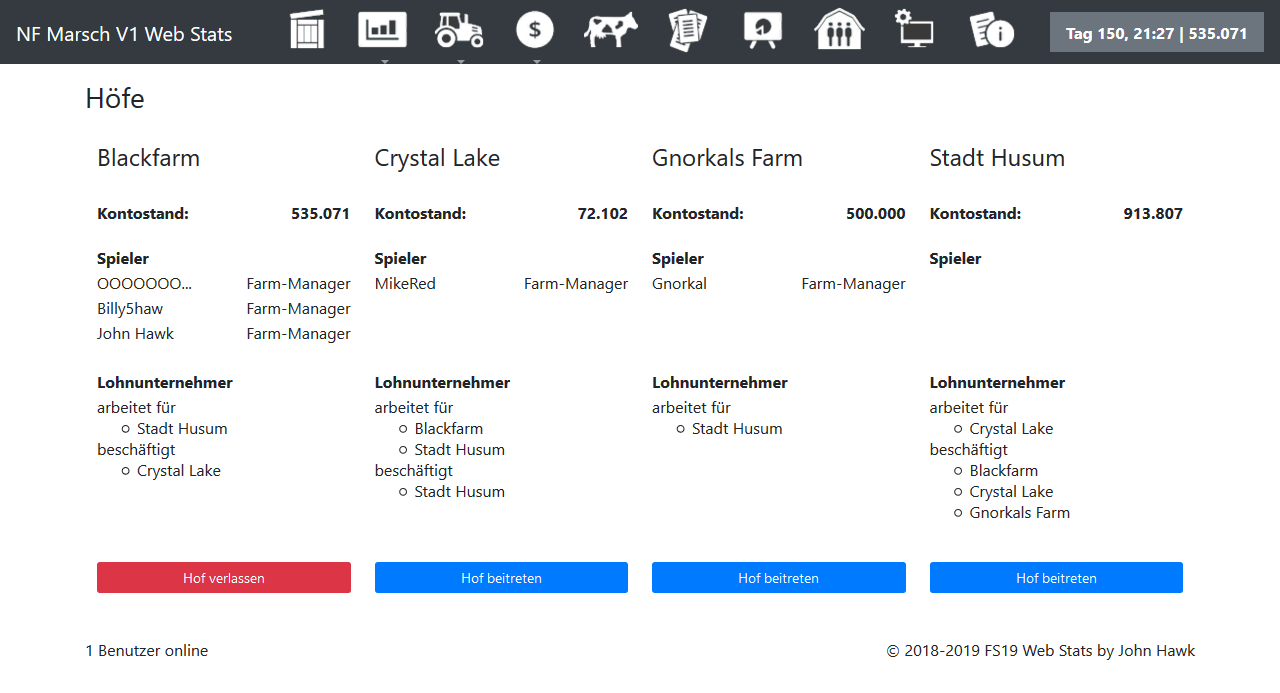 NF Marsch V1 Web Stats
$
Tag 150, 21:27 | 535.071
Höfe
Blackfarm
Kontostand: 535.071
Spieler
OOOOOOO... Farm-Manager
Billy5haw Farm-Manager
John Hawk Farm-Manager
Lohnunternehmer
arbeitet für
Stadt Husum
beschäftigt
Crystal Lake
Hof verlassen
Crystal Lake
Kontostand: 72.102
Spieler
MikeRed Farm-Manager
Lohnunternehmer
arbeitet für
Blackfarm
Stadt Husum
beschäftigt
Stadt Husum
Hof beitreten
Gnorkals Farm
Kontostand: 500.000
Spieler
Gnorkal Farm-Manager
Lohnunternehmer
arbeitet für
Stadt Husum
Hof beitreten
Stadt Husum
Kontostand: 913.807
Spieler
Lohnunternehmer
arbeitet für
Crystal Lake
beschäftigt
Blackfarm
Crystal Lake
Gnorkals Farm
Hof beitreten
1 Benutzer online
© 2018-2019 FS19 Web Stats by John Hawk